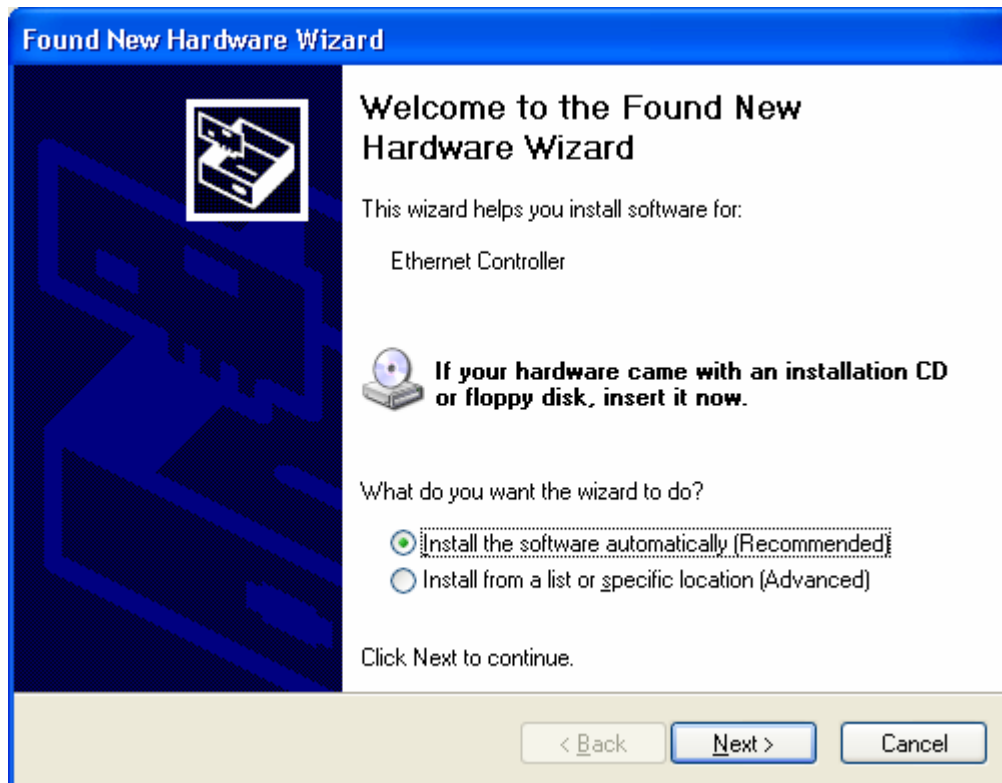 Found New Hardware Wizard
Welcome to the Found New
Hardware Wizard
This wizard helps you install software for:
Ethernet Controller
If your hardware came with an installation CD
or floppy disk, insert it now.
What do you want the wizard to do?
Install the software automatically (Recommended)
Install from a list or specific location (Advanced)
Click Next to continue.
< Back
Next >
Cancel